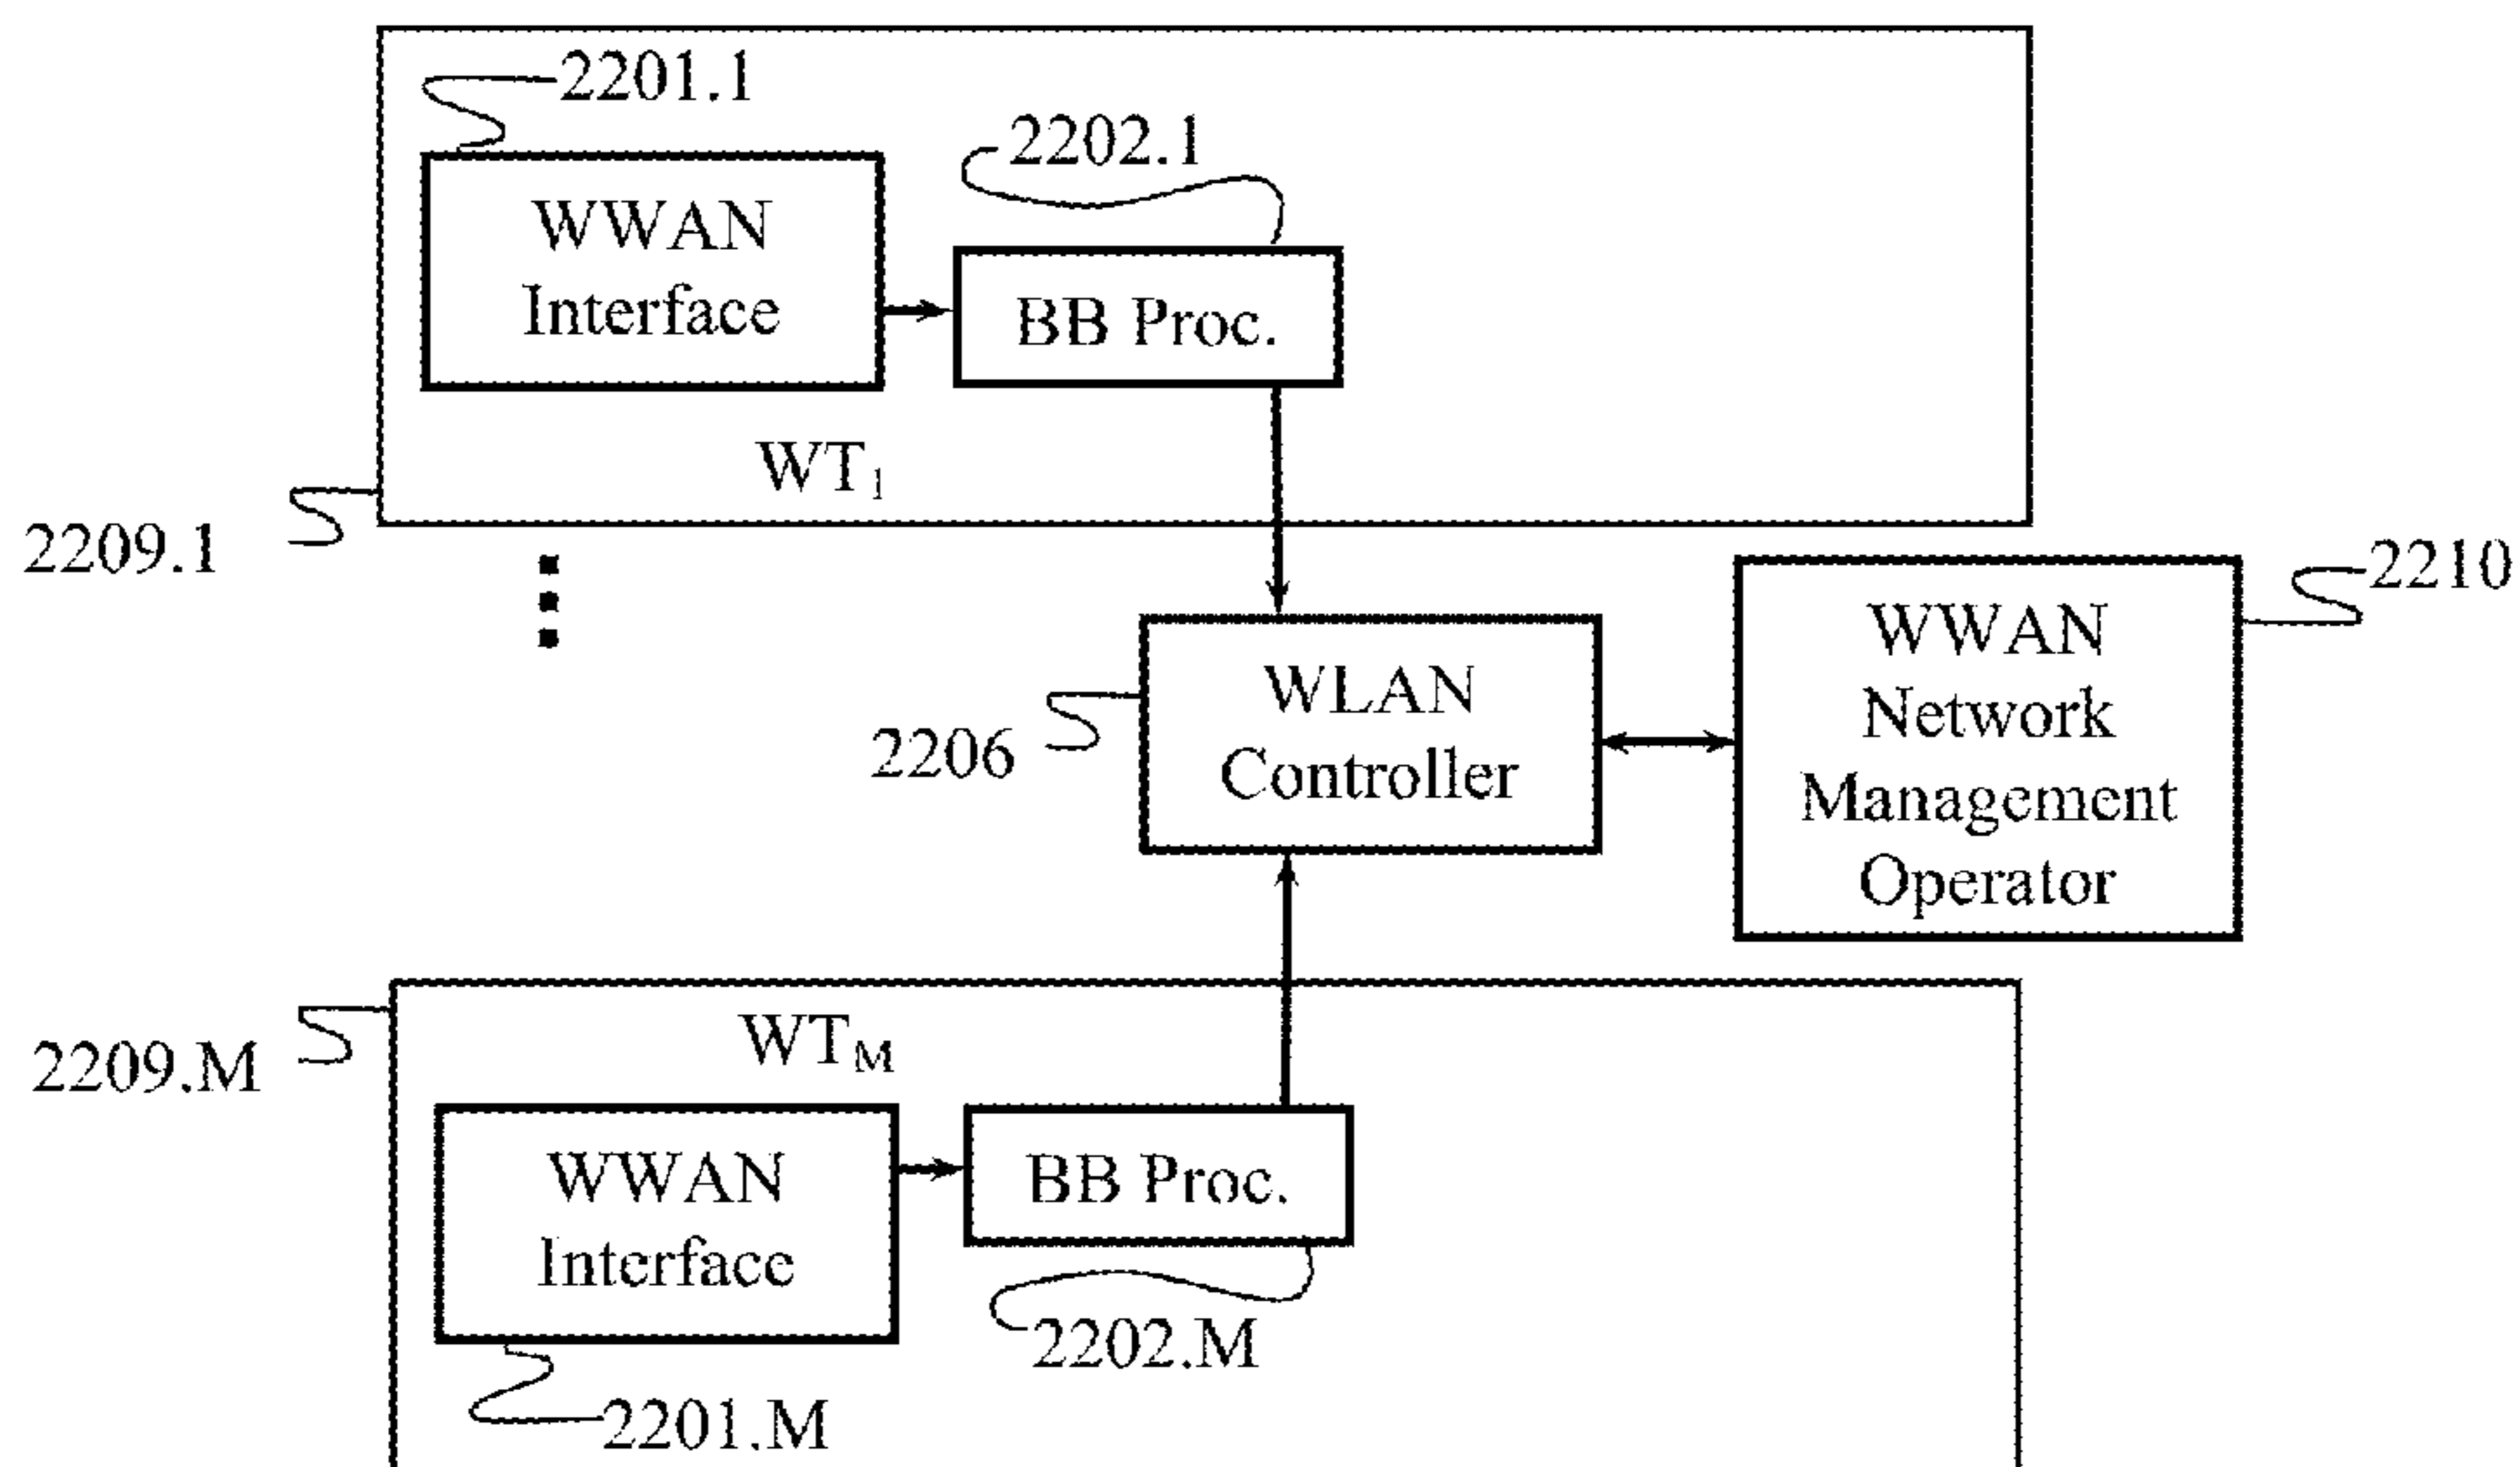 2201.1
2202.1
WWAN
Interface
BB Proc.
WT1
2209.1
2210
WWAN
Network
Management
Operator
WLAN
Controller
2206
2209.M
WTM
WWAN
Interface
BB Proc.
2202.M
2201.M